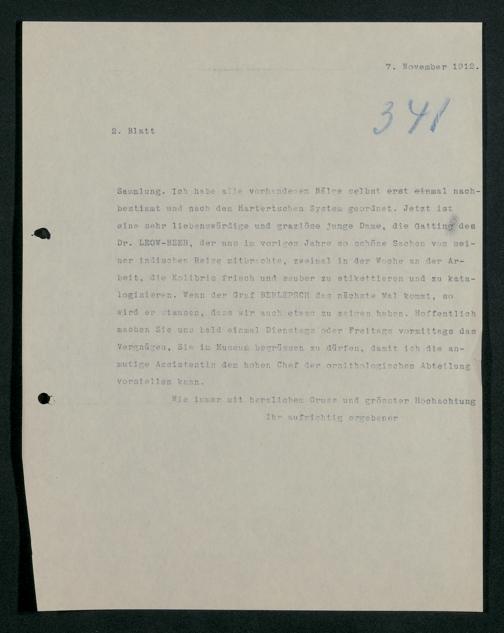 7. November 1912.
341
2. Blatt
Sammlung. Ich habe alle vorhandenen Bälge selbst erst einmal nach-
bestimmt und nach dem Hartertschen System geordnet. Jetzt ist
eine sehr liebenswürdige und graziöse junge Dame, die Gatting des
Dr. LEOW-BEER, der uns im vorigen Jahre so schöne Sachen von sei-
ner indischen Reise mitbrachte, zweimal in der Woche an der Ar-
beit, die Kolibris frisch und sauber zu etikettieren und zu kata-
logisieren. Wenn der Graf BERLEPSCH das nächste Mal kommt, so
wird er staunen, dass wir auch etwas zu zeigen haben. Hoffentlich
machen Sie uns bald einmal Dienstags oder Freitags vormittags das
Vergnügen, Sie im Museum begrüssen zu dürfen, damit ich die an-
mutige Assistentin dem hohen Chef der ornithologischen Abteilung
vorstellen kann.
Wie immer mit herzlichem Gruss und grösster Hochachtung
Ihr aufrichtig ergebener